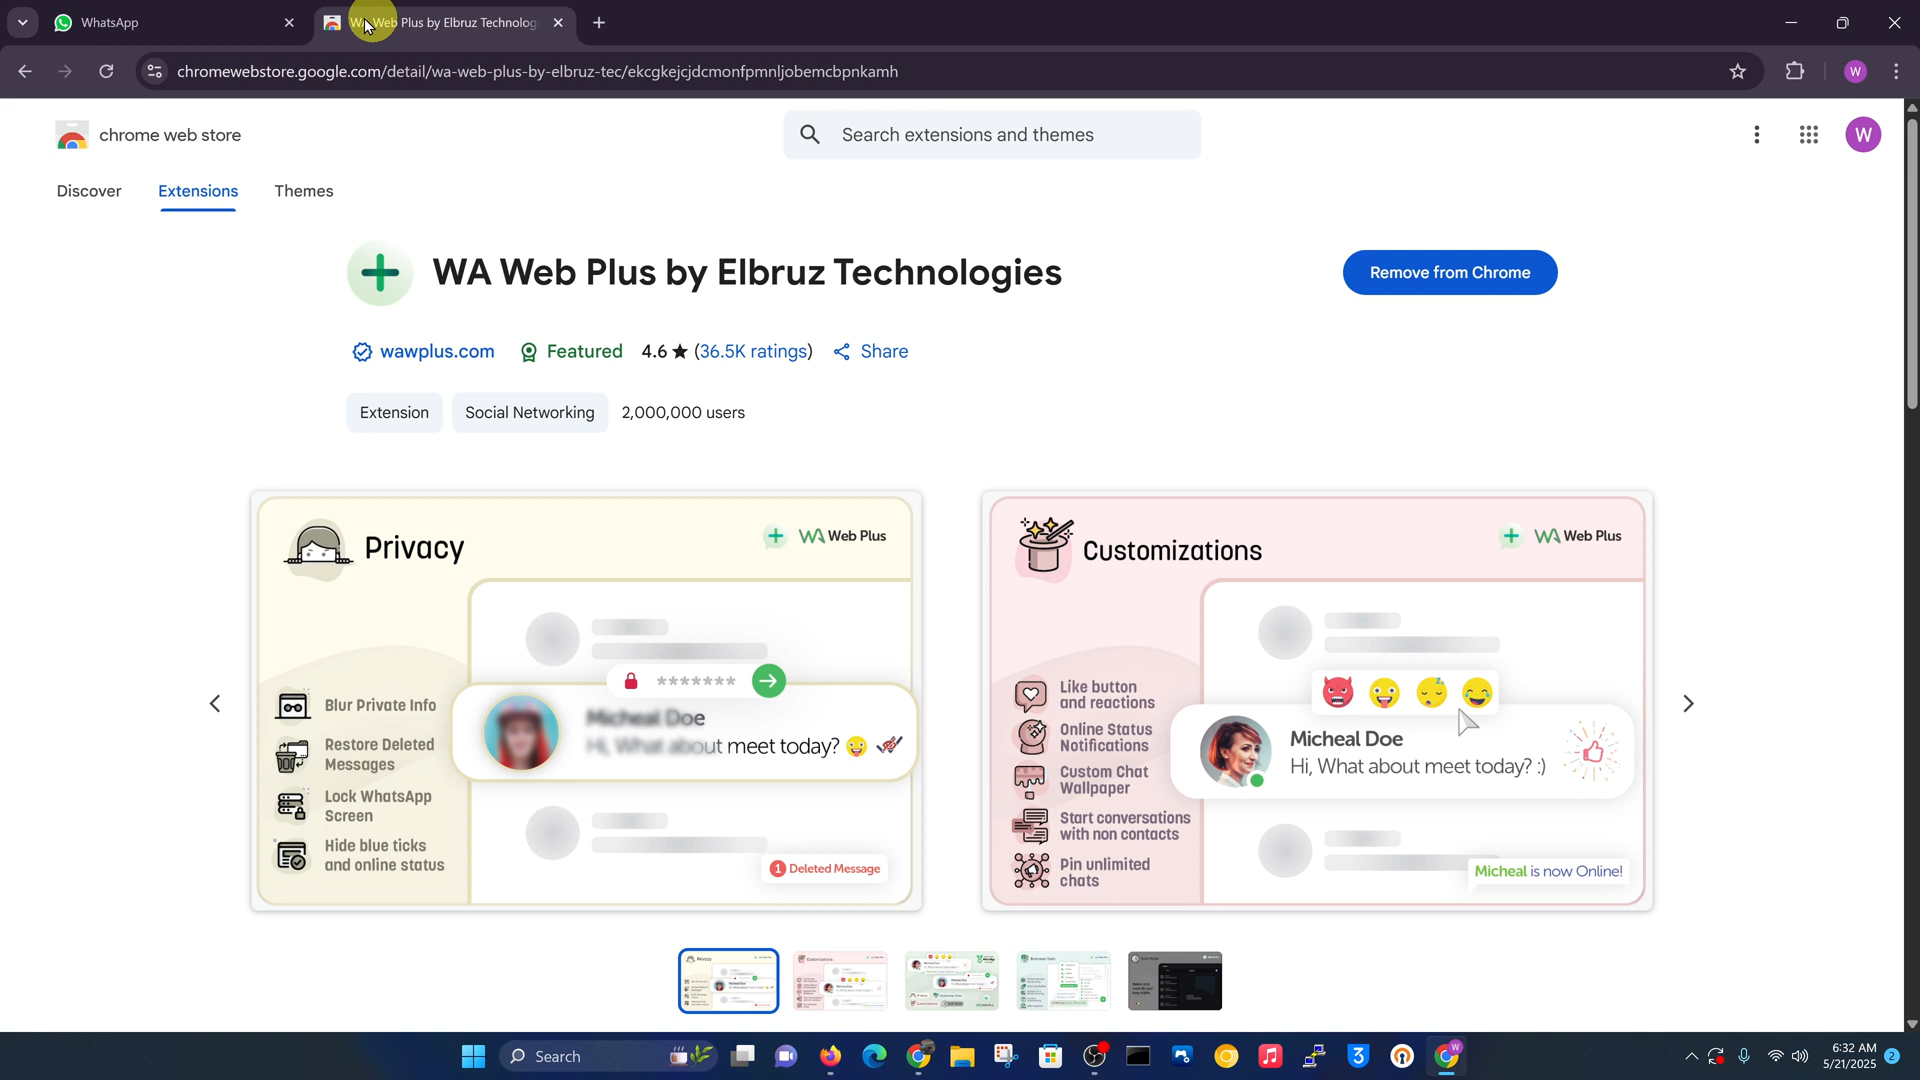 WhatsApp
WA Web Plus by Elbruz Technolog
chromewebstore.google.com/detail/wa-web-plus-by-elbruz-tec/ekcgkejcjdcmonfpmnljobemcbpnkamh
W
chrome web store
Search extensions and themes
W
Discover
Extensions
Themes
WA Web Plus by Elbruz Technologies
Remove from Chrome
wawplus.com
Featured
4.6 ★ (36.5K ratings)
Share
Extension
Social Networking
2,000,000 users
Privacy
WA Web Plus
Blur Private Info
Restore Deleted
Messages
Lock WhatsApp
Screen
Hide blue ticks
and online status
*******
Micheal Doe
Hi, What about meet today?
1 Deleted Message
Customizations
WA Web Plus
Like button
and reactions
Online Status
Notifications
Custom Chat
Wallpaper
Start conversations
with non contacts
Pin unlimited
chats
Micheal Doe
Hi, What about meet today? :)
Micheal is now Online!
Search
6:32 AM
5/21/2025
2